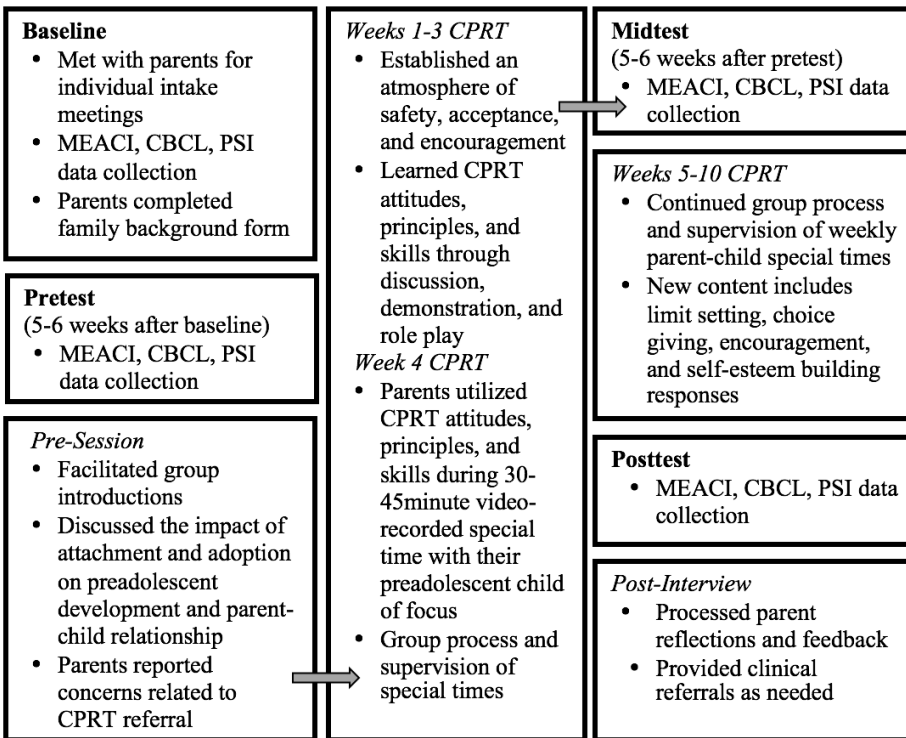 Baseline
• Met with parents for
individual intake
meetings
• MEACI, CBCL, PSI
data collection
• Parents completed
family background form
Pretest
(5-6 weeks after baseline)
• MEACI, CBCL, PSI
data collection
Pre-Session
• Facilitated group
introductions
• Discussed the impact of
attachment and adoption
on preadolescent
development and parent-
child relationship
• Parents reported
concerns related to
CPRT referral
Weeks 1-3 CPRT
• Established an
atmosphere of
safety, acceptance,
and encouragement
• Learned CPRT
attitudes,
principles, and
skills through
discussion,
demonstration, and
role play
Week 4 CPRT
• Parents utilized
CPRT attitudes,
principles, and
skills during 30-
45minute video-
recorded special
time with their
preadolescent child
of focus
• Group process and
supervision of
special times
Midtest
(5-6 weeks after pretest)
• MEACI, CBCL, PSI data
collection
Weeks 5-10 CPRT
• Continued group process
and supervision of weekly
parent-child special times
• New content includes
limit setting, choice
giving, encouragement,
and self-esteem building
responses
Posttest
• MEACI, CBCL, PSI data
collection
Post-Interview
• Processed parent
reflections and feedback
• Provided clinical
referrals as needed